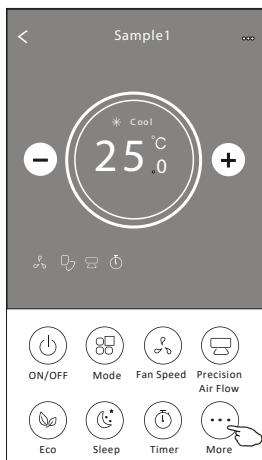 Sample1
Cool
25.0°C
ON/OFF
Mode
Fan Speed
Precision
Air Flow
Eco
Sleep
Timer
More